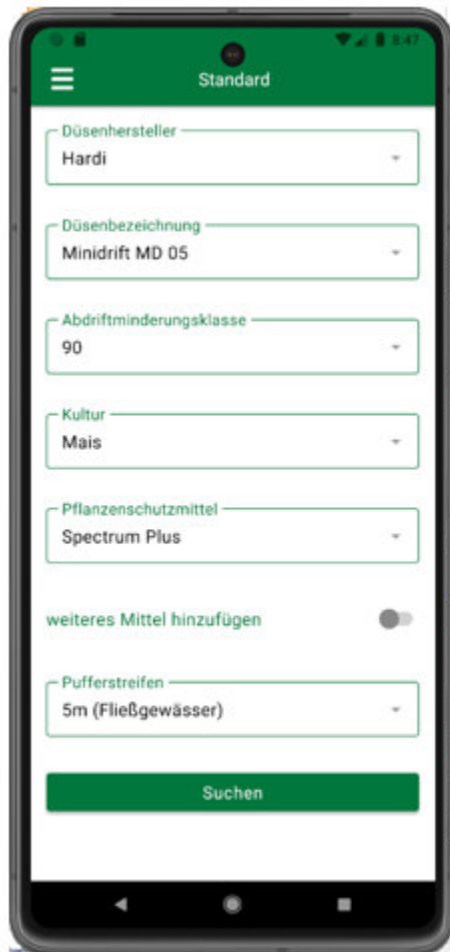 8:47
Standard
Düsenhersteller
Hardi
Düsenbezeichnung
Minidrift MD 05
Abdriftminderungsklasse
90
Kultur
Mais
Pflanzenschutzmittel
Spectrum Plus
weiteres Mittel hinzufügen
Pufferstreifen
5m (Fließgewässer)
Suchen